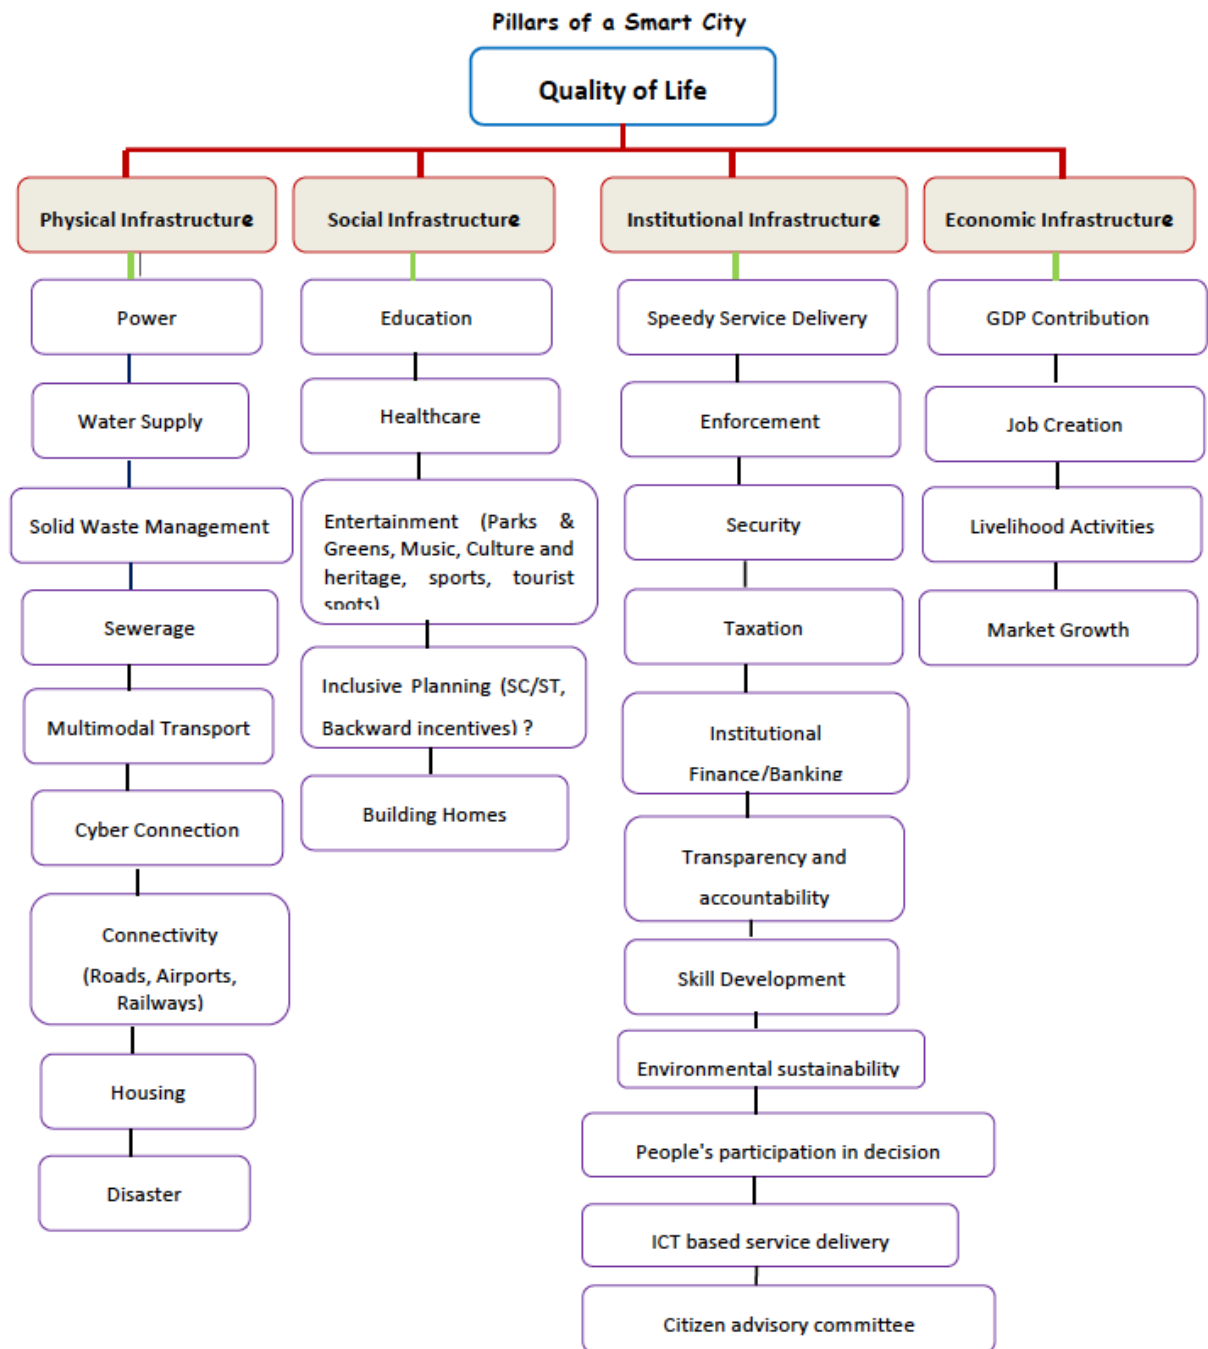 Pillars of a Smart City
Quality of Life
Physical Infrastructure
Social Infrastructure
Institutional Infrastructure
Economic Infrastructure
Power
Water Supply
Solid Waste Management
Sewerage
Multimodal Transport
Cyber Connection
Connectivity
(Roads, Airports,
Railways)
Housing
Disaster
Education
Healthcare
Entertainment (Parks &
Greens, Music, Culture and
heritage, sports, tourist
spots)
Inclusive Planning (SC/ST,
Backward incentives) ?
Building Homes
Speedy Service Delivery
Enforcement
Security
Taxation
Institutional
Finance/Banking
Transparency and
accountability
Skill Development
Environmental sustainability
People's participation in decision
ICT based service delivery
Citizen advisory committee
GDP Contribution
Job Creation
Livelihood Activities
Market Growth